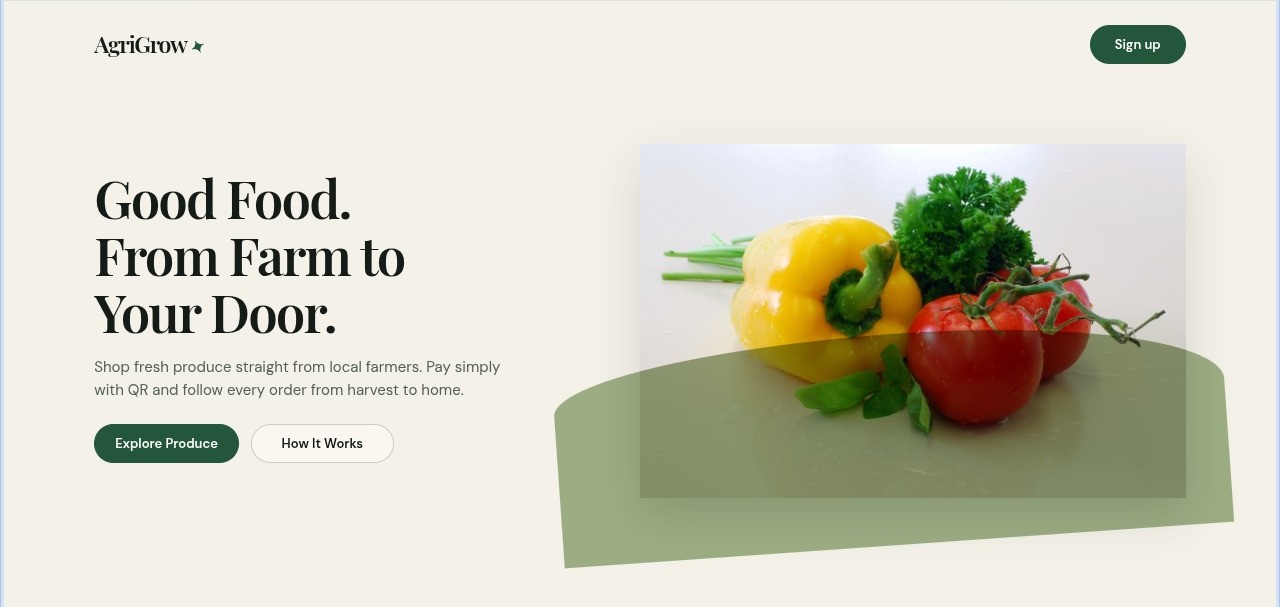 AgriGrow
Sign up
Good Food.
From Farm to
Your Door.
Shop fresh produce straight from local farmers. Pay simply
with QR and follow every order from harvest to home.
Explore Produce
How It Works